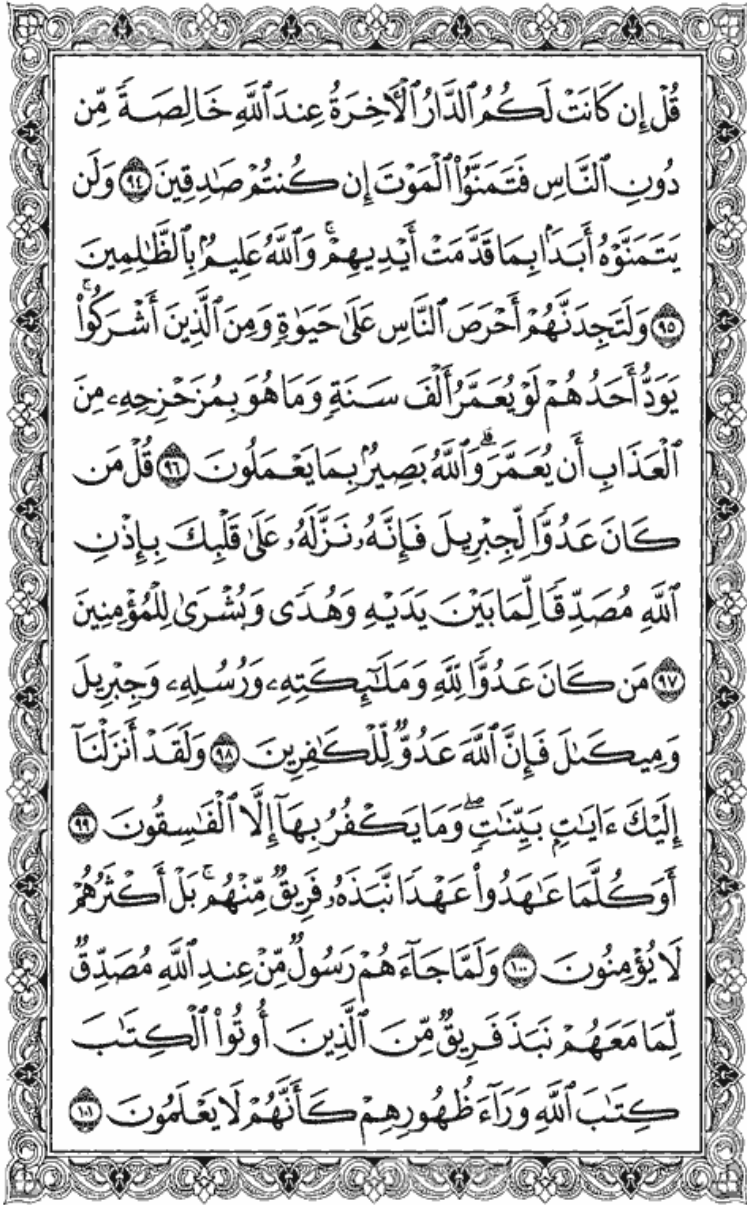 قُلْ إِن كَانَتْ لَكُمُ ٱلدَّارُ ٱلْأَخِرَةُ عِندَ ٱللَّهِ خَالِصَةً مِّن
دُونِ ٱلنَّاسِ فَتَمَنَّوُا۟ ٱلْمَوْتَ إِن كُنتُمْ صَٰدِقِينَ ﴿٩٤﴾ وَلَن
يَتَمَنَّوْهُ أَبَدًۢا بِمَا قَدَّمَتْ أَيْدِيهِمْ ۗ وَٱللَّهُ عَلِيمٌۢ بِٱلظَّٰلِمِينَ
﴿٩٥﴾ وَلَتَجِدَنَّهُمْ أَحْرَصَ ٱلنَّاسِ عَلَىٰ حَيَوٰةٍ وَمِنَ ٱلَّذِينَ أَشْرَكُوا۟ ۚ
يَوَدُّ أَحَدُهُمْ لَوْ يُعَمَّرُ أَلْفَ سَنَةٍ وَمَا هُوَ بِمُزَحْزِحِهِۦ مِنَ
ٱلْعَذَابِ أَن يُعَمَّرَ ۗ وَٱللَّهُ بَصِيرٌۢ بِمَا يَعْمَلُونَ ﴿٩٦﴾ قُلْ مَن
كَانَ عَدُوًّا لِّجِبْرِيلَ فَإِنَّهُۥ نَزَّلَهُۥ عَلَىٰ قَلْبِكَ بِإِذْنِ
ٱللَّهِ مُصَدِّقًا لِّمَا بَيْنَ يَدَيْهِ وَهُدًى وَبُشْرَىٰ لِلْمُؤْمِنِينَ
﴿٩٧﴾ مَن كَانَ عَدُوًّا لِّلَّهِ وَمَلَٰٓئِكَتِهِۦ وَرُسُلِهِۦ وَجِبْرِيلَ
وَمِيكَىٰلَ فَإِنَّ ٱللَّهَ عَدُوٌّ لِّلْكَٰفِرِينَ ﴿٩٨﴾ وَلَقَدْ أَنزَلْنَآ
إِلَيْكَ ءَايَٰتٍۭ بَيِّنَٰتٍ ۖ وَمَا يَكْفُرُ بِهَآ إِلَّا ٱلْفَٰسِقُونَ ﴿٩٩﴾
أَوَكُلَّمَا عَٰهَدُوا۟ عَهْدًا نَّبَذَهُۥ فَرِيقٌ مِّنْهُم ۚ بَلْ أَكْثَرُهُمْ
لَا يُؤْمِنُونَ ﴿١٠٠﴾ وَلَمَّا جَآءَهُمْ رَسُولٌ مِّنْ عِندِ ٱللَّهِ مُصَدِّقٌ
لِّمَا مَعَهُمْ نَبَذَ فَرِيقٌ مِّنَ ٱلَّذِينَ أُوتُوا۟ ٱلْكِتَٰبَ
كِتَٰبَ ٱللَّهِ وَرَآءَ ظُهُورِهِمْ كَأَنَّهُمْ لَا يَعْلَمُونَ ﴿١٠١﴾